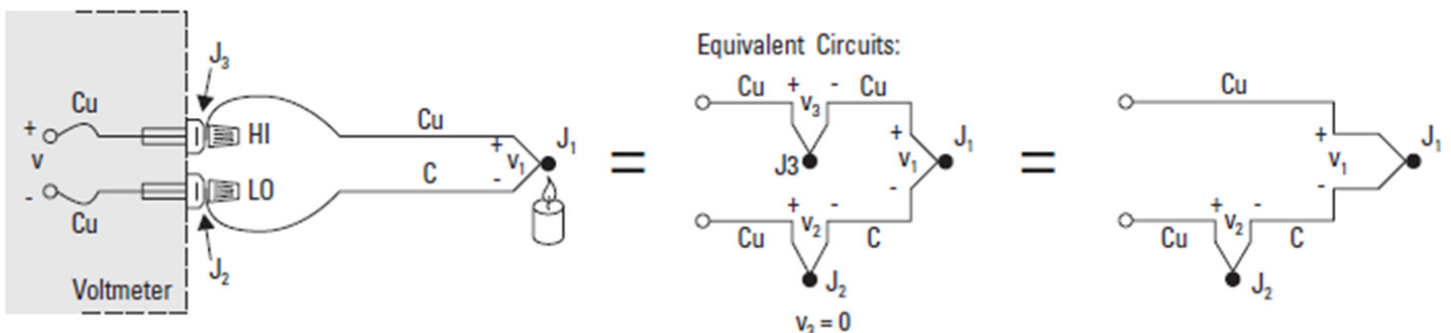 J₃
Cu
HI
+
v
-
LO
Cu
J₂
Voltmeter
Cu
+
v₁
-
C
J₁
=
Equivalent Circuits:
Cu + - Cu
v₃
J3
+
v₁
-
J₁
+ -
v₂
Cu C
J₂
v₃ = 0
=
Cu
+
v₁
-
J₁
+ -
v₂
Cu C
J₂